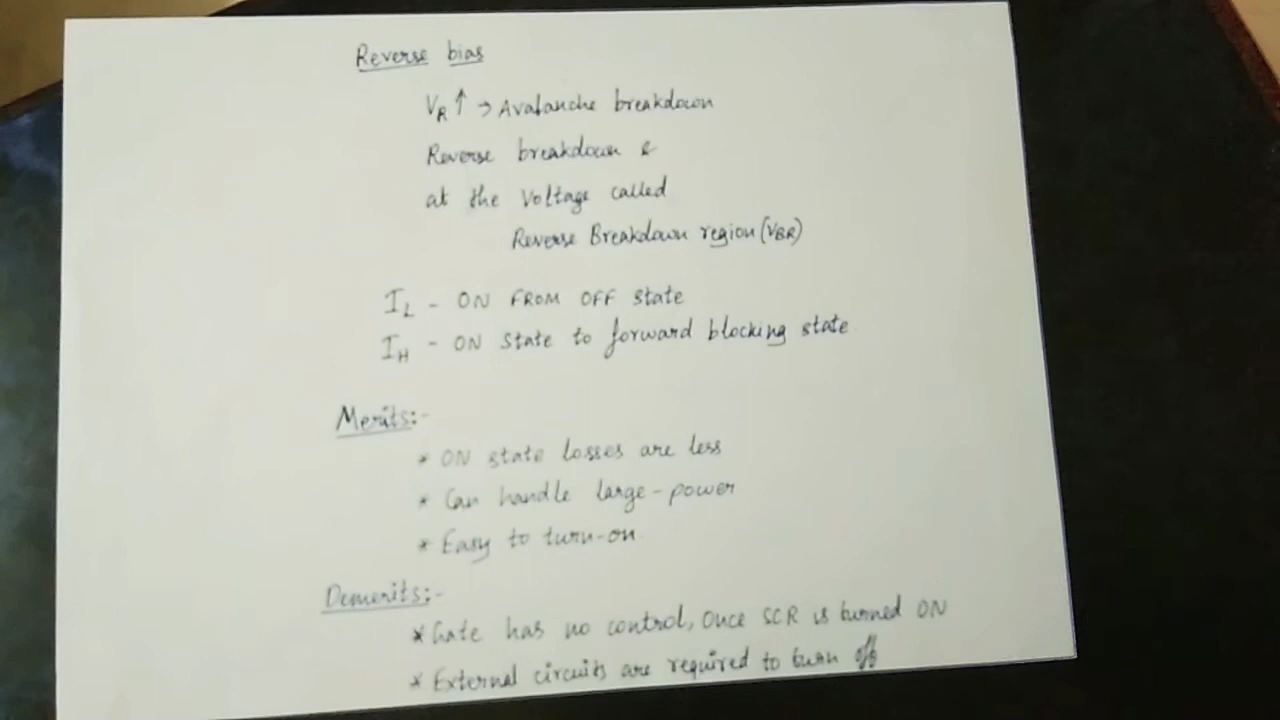 Reverse bias
VR↑ → Avalanche breakdown
Reverse breakdown &
at the Voltage called
Reverse Breakdown region (VBR)
IL - ON FROM OFF state
IH - ON state to forward blocking state
Merits:-
* ON state losses are less
* Can handle large-power
* Easy to turn-on
Demerits:-
* Gate has no control, Once SCR is turned ON
* External circuits are required to turn off